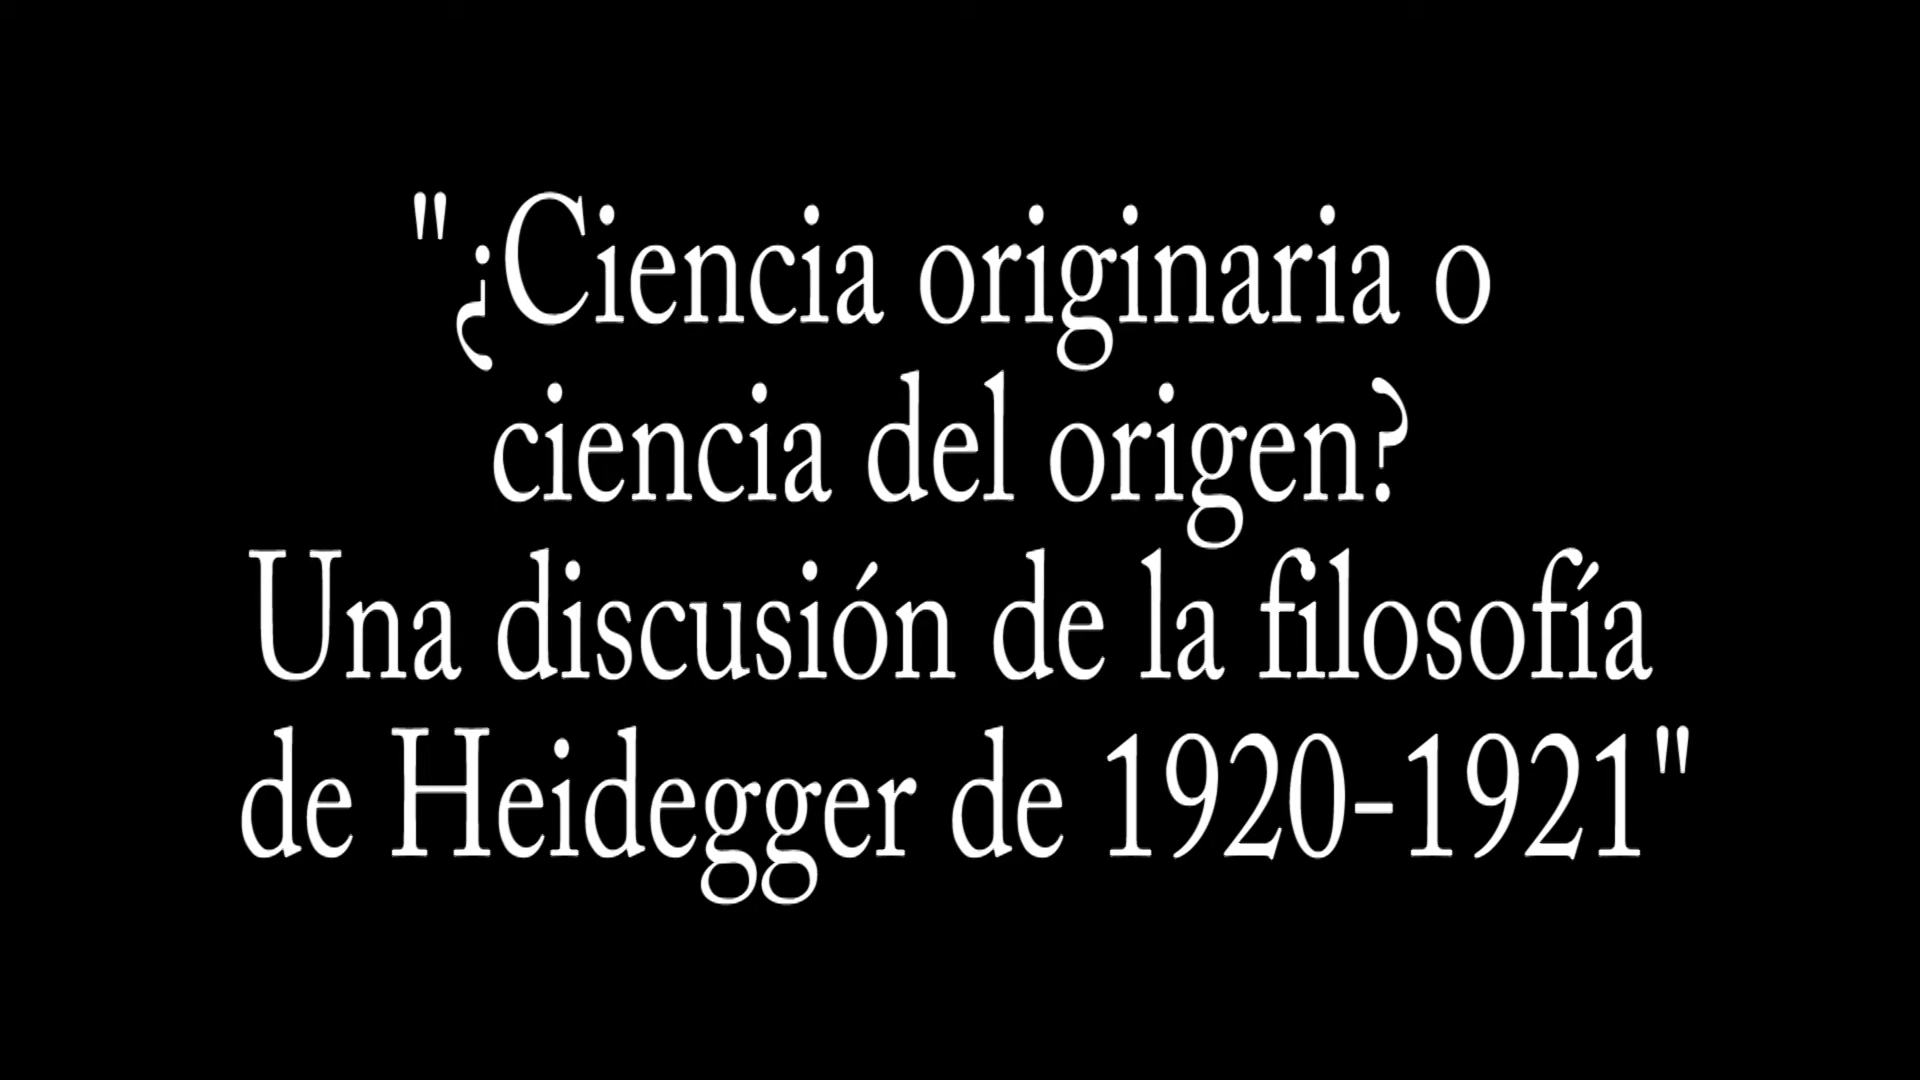 "¿Ciencia originaria o
ciencia del origen?
Una discusión de la filosofía
de Heidegger de 1920-1921"